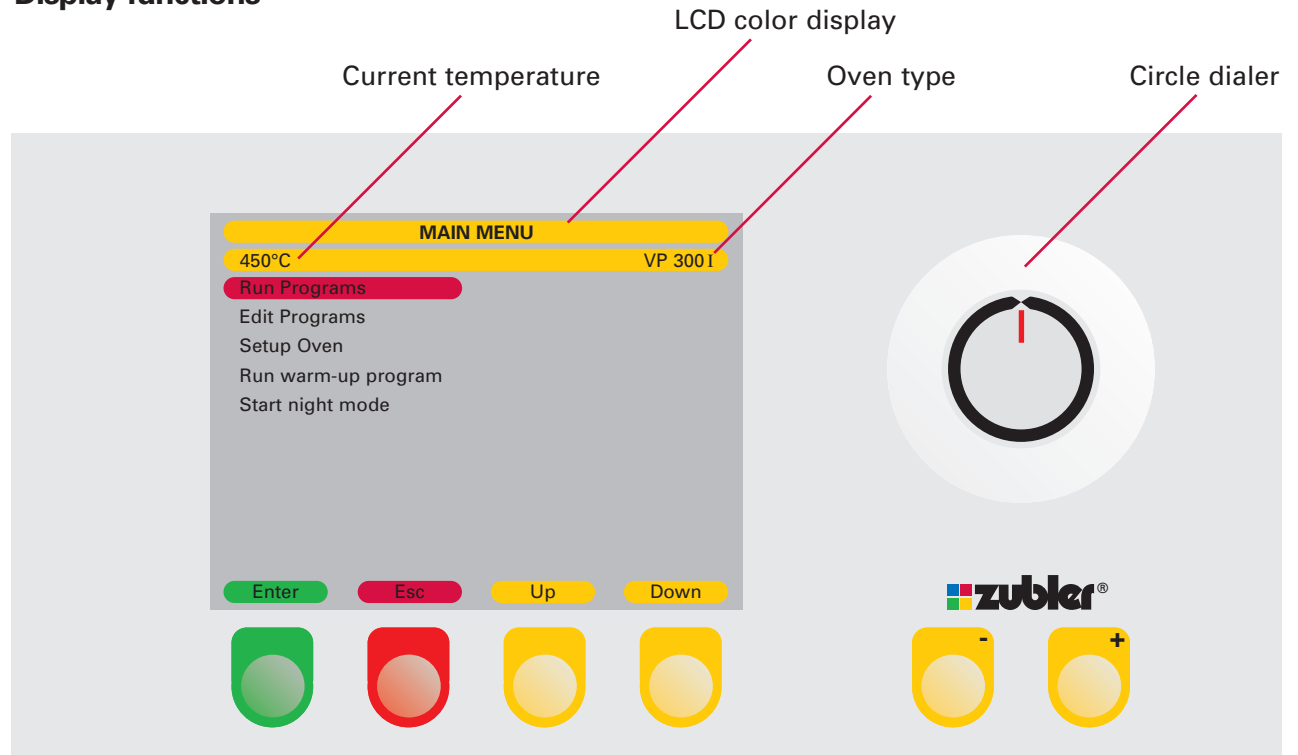 Display functions
LCD color display
Current temperature Oven type Circle dialer
MAIN MENU
450°C VP 300 I
Run Programs
Edit Programs
Setup Oven
Run warm-up program
Start night mode
Enter Esc Up Down
zubler®
- +